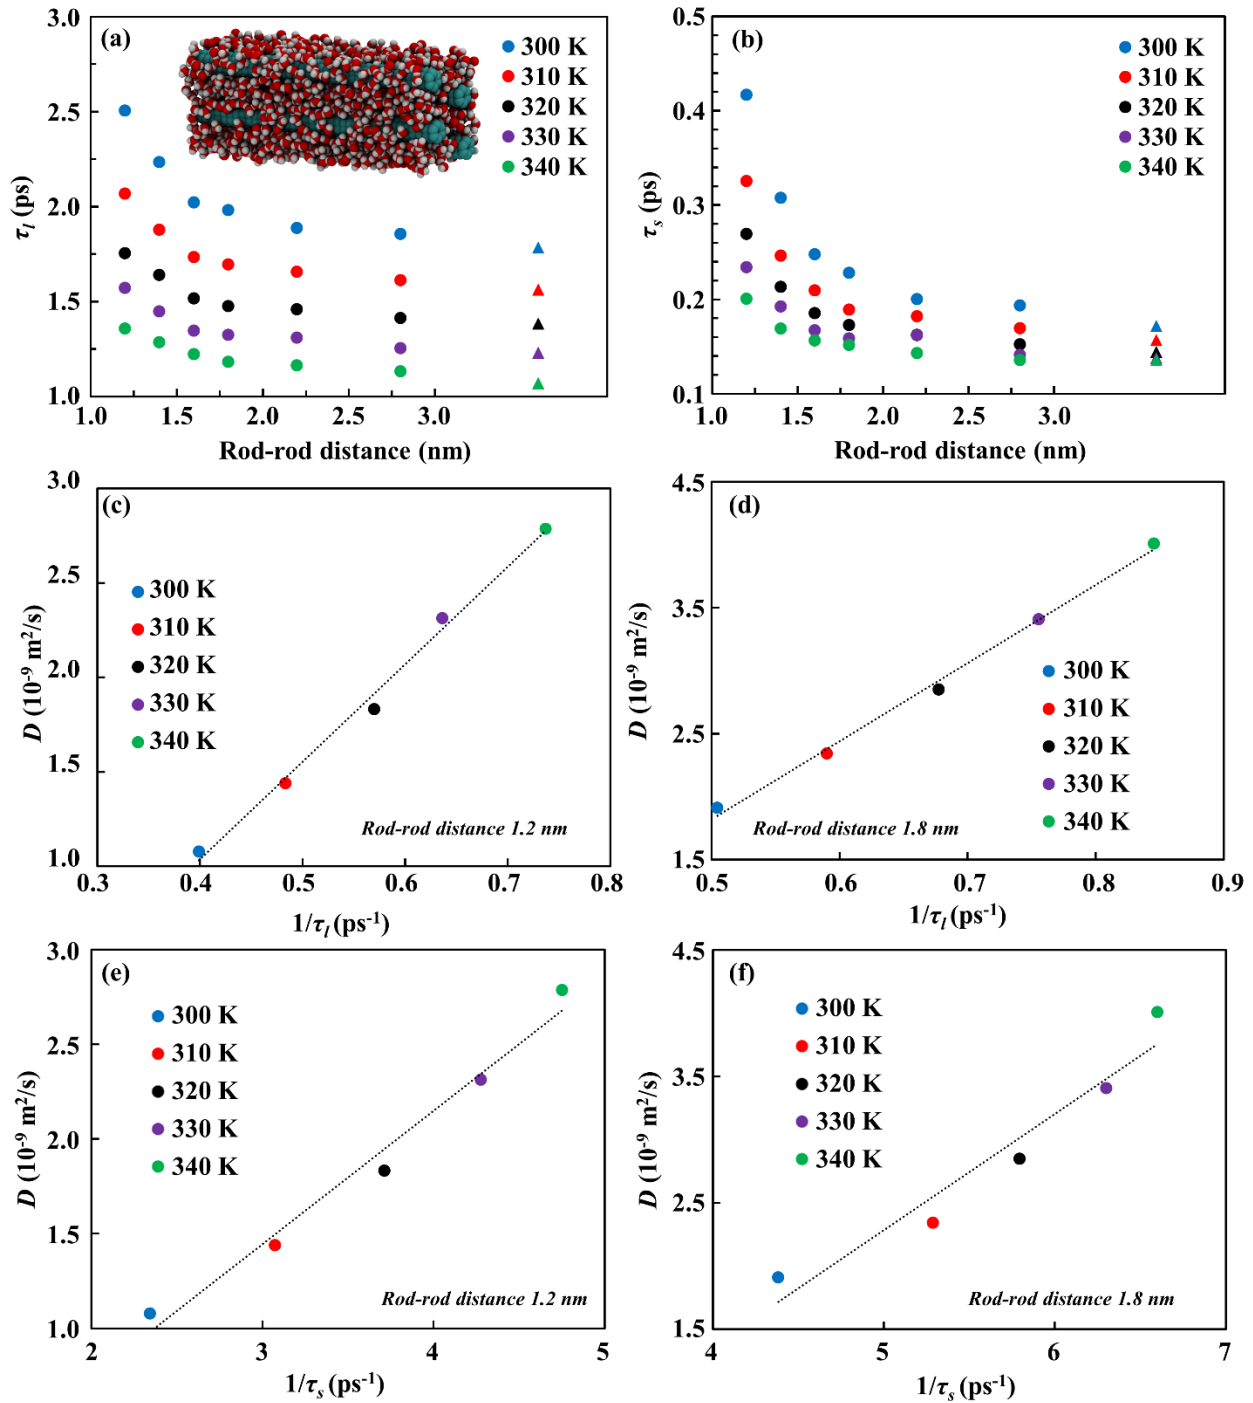 (a)
300 K
310 K
320 K
330 K
340 K
τl (ps)
3.0
2.5
2.0
1.5
1.0
1.0 1.5 2.0 2.5 3.0
Rod-rod distance (nm)
(b)
300 K
310 K
320 K
330 K
340 K
τs (ps)
0.5
0.4
0.3
0.2
0.1
1.0 1.5 2.0 2.5 3.0
Rod-rod distance (nm)
(c)
300 K
310 K
320 K
330 K
340 K
D (10⁻⁹ m²/s)
3.0
2.5
2.0
1.5
1.0
Rod-rod distance 1.2 nm
0.3 0.4 0.5 0.6 0.7 0.8
1/τl (ps⁻¹)
(d)
300 K
310 K
320 K
330 K
340 K
D (10⁻⁹ m²/s)
4.5
3.5
2.5
1.5
Rod-rod distance 1.8 nm
0.5 0.6 0.7 0.8 0.9
1/τl (ps⁻¹)
(e)
300 K
310 K
320 K
330 K
340 K
D (10⁻⁹ m²/s)
3.0
2.5
2.0
1.5
1.0
Rod-rod distance 1.2 nm
2 3 4 5
1/τs (ps⁻¹)
(f)
300 K
310 K
320 K
330 K
340 K
D (10⁻⁹ m²/s)
4.5
3.5
2.5
1.5
Rod-rod distance 1.8 nm
4 5 6 7
1/τs (ps⁻¹)